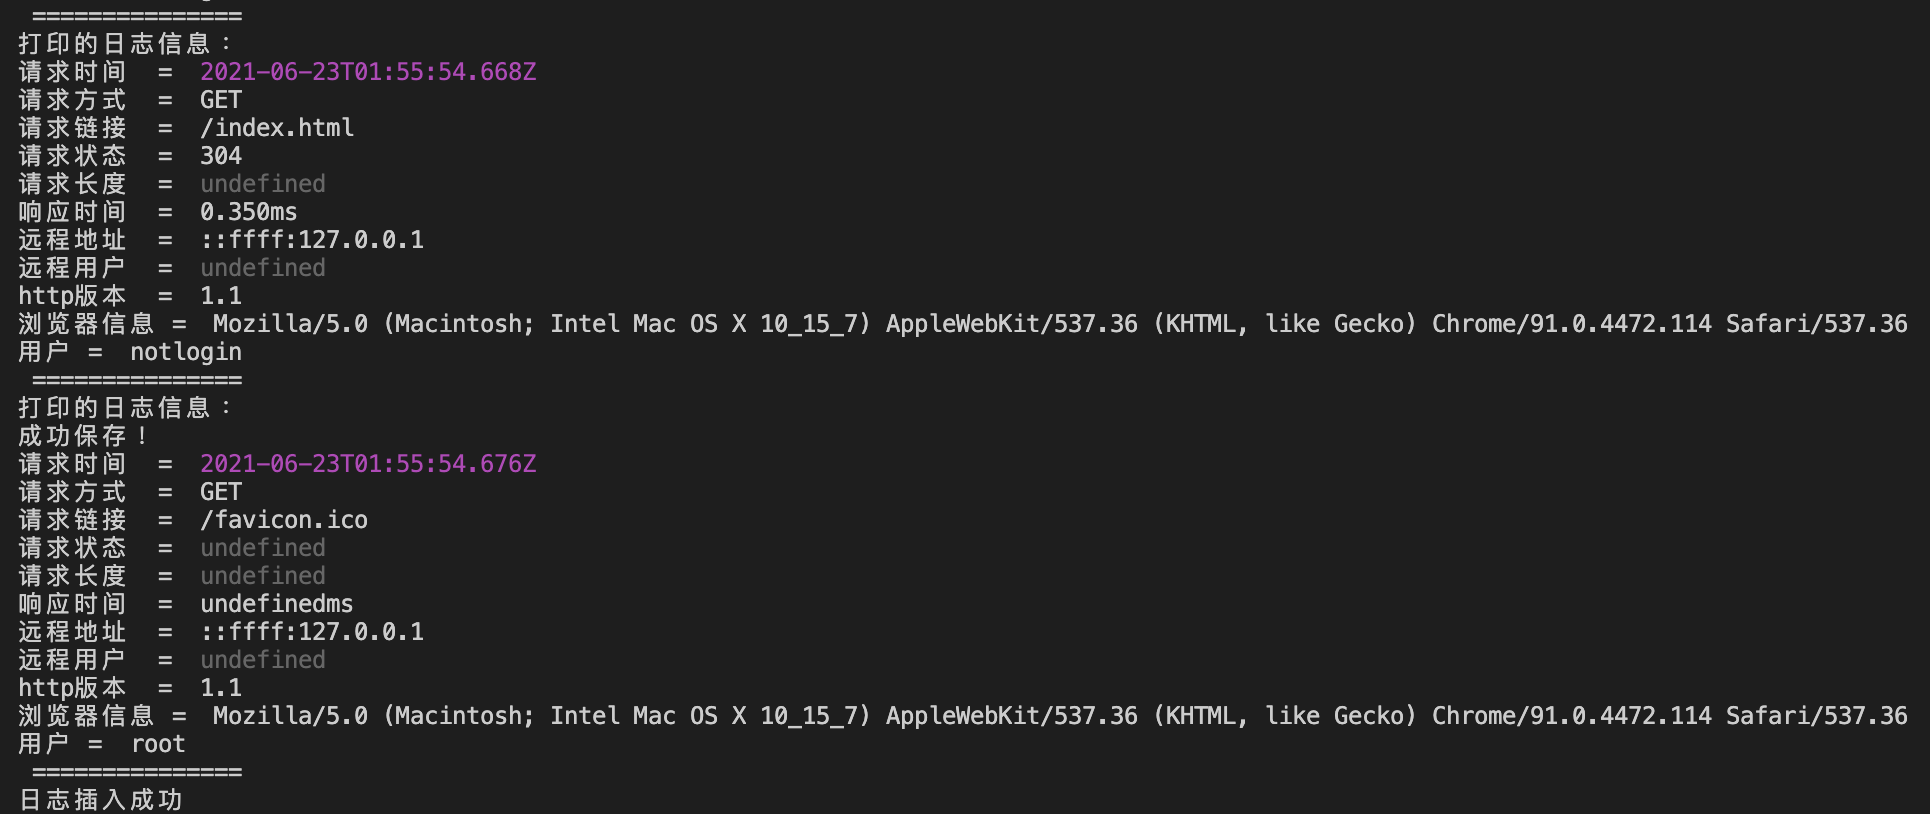 ===============
打印的日志信息：
请求时间  =  2021-06-23T01:55:54.668Z
请求方式  =  GET
请求链接  =  /index.html
请求状态  =  304
请求长度  =  undefined
响应时间  =  0.350ms
远程地址  =  ::ffff:127.0.0.1
远程用户  =  undefined
http版本  =  1.1
浏览器信息 =  Mozilla/5.0 (Macintosh; Intel Mac OS X 10_15_7) AppleWebKit/537.36 (KHTML, like Gecko) Chrome/91.0.4472.114 Safari/537.36
用户 =  notlogin
===============
打印的日志信息：
成功保存！
请求时间  =  2021-06-23T01:55:54.676Z
请求方式  =  GET
请求链接  =  /favicon.ico
请求状态  =  undefined
请求长度  =  undefined
响应时间  =  undefinedms
远程地址  =  ::ffff:127.0.0.1
远程用户  =  undefined
http版本  =  1.1
浏览器信息 =  Mozilla/5.0 (Macintosh; Intel Mac OS X 10_15_7) AppleWebKit/537.36 (KHTML, like Gecko) Chrome/91.0.4472.114 Safari/537.36
用户 =  root
===============
日志插入成功